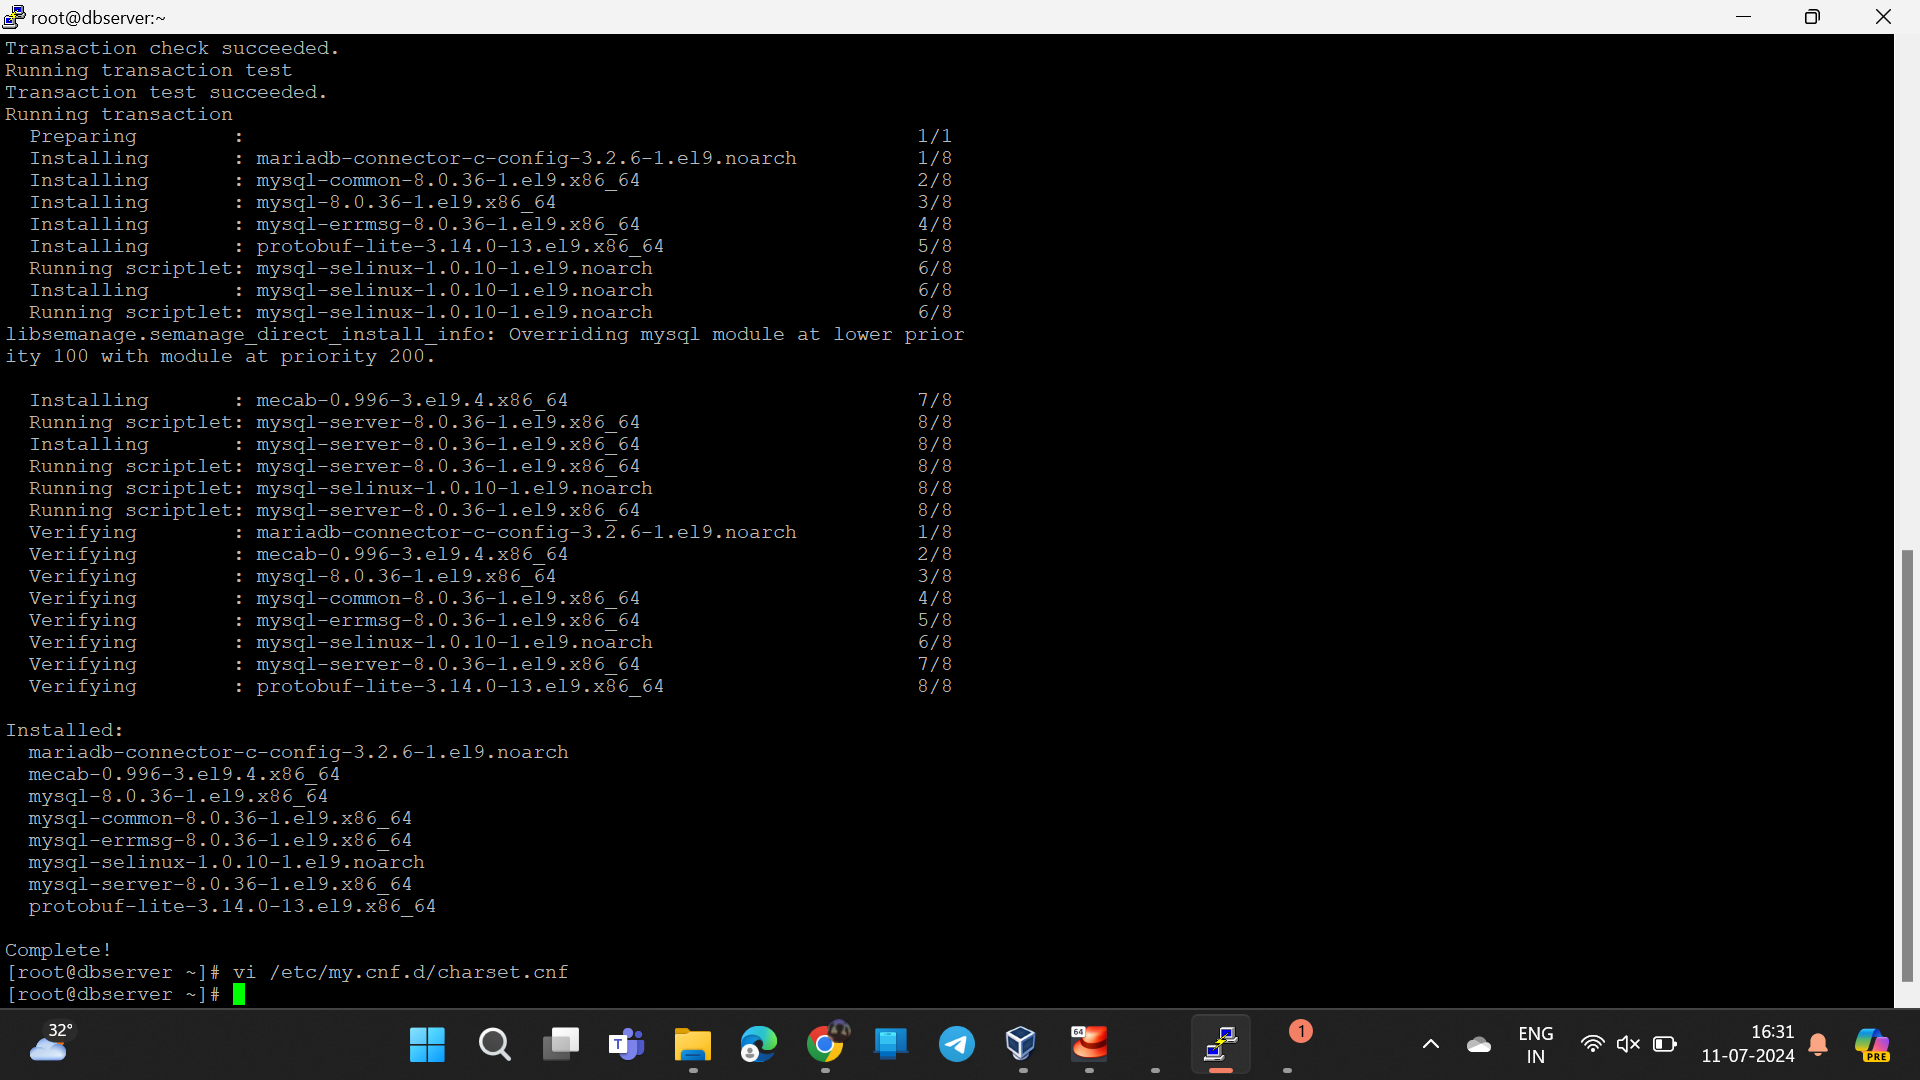 root@dbserver:~
Transaction check succeeded.
Running transaction test
Transaction test succeeded.
Running transaction
  Preparing        :                                                        1/1
  Installing       : mariadb-connector-c-config-3.2.6-1.el9.noarch          1/8
  Installing       : mysql-common-8.0.36-1.el9.x86_64                       2/8
  Installing       : mysql-8.0.36-1.el9.x86_64                              3/8
  Installing       : mysql-errmsg-8.0.36-1.el9.x86_64                       4/8
  Installing       : protobuf-lite-3.14.0-13.el9.x86_64                     5/8
  Running scriptlet: mysql-selinux-1.0.10-1.el9.noarch                      6/8
  Installing       : mysql-selinux-1.0.10-1.el9.noarch                      6/8
  Running scriptlet: mysql-selinux-1.0.10-1.el9.noarch                      6/8
libsemanage.semanage_direct_install_info: Overriding mysql module at lower prior
ity 100 with module at priority 200.
  Installing       : mecab-0.996-3.el9.4.x86_64                             7/8
  Running scriptlet: mysql-server-8.0.36-1.el9.x86_64                       8/8
  Installing       : mysql-server-8.0.36-1.el9.x86_64                       8/8
  Running scriptlet: mysql-server-8.0.36-1.el9.x86_64                       8/8
  Running scriptlet: mysql-selinux-1.0.10-1.el9.noarch                      8/8
  Running scriptlet: mysql-server-8.0.36-1.el9.x86_64                       8/8
  Verifying        : mariadb-connector-c-config-3.2.6-1.el9.noarch          1/8
  Verifying        : mecab-0.996-3.el9.4.x86_64                             2/8
  Verifying        : mysql-8.0.36-1.el9.x86_64                              3/8
  Verifying        : mysql-common-8.0.36-1.el9.x86_64                       4/8
  Verifying        : mysql-errmsg-8.0.36-1.el9.x86_64                       5/8
  Verifying        : mysql-selinux-1.0.10-1.el9.noarch                      6/8
  Verifying        : mysql-server-8.0.36-1.el9.x86_64                       7/8
  Verifying        : protobuf-lite-3.14.0-13.el9.x86_64                     8/8
Installed:
  mariadb-connector-c-config-3.2.6-1.el9.noarch
  mecab-0.996-3.el9.4.x86_64
  mysql-8.0.36-1.el9.x86_64
  mysql-common-8.0.36-1.el9.x86_64
  mysql-errmsg-8.0.36-1.el9.x86_64
  mysql-selinux-1.0.10-1.el9.noarch
  mysql-server-8.0.36-1.el9.x86_64
  protobuf-lite-3.14.0-13.el9.x86_64
Complete!
[root@dbserver ~]# vi /etc/my.cnf.d/charset.cnf
[root@dbserver ~]#
32°
T
64
1
ENG
IN
16:31
11-07-2024
PRE